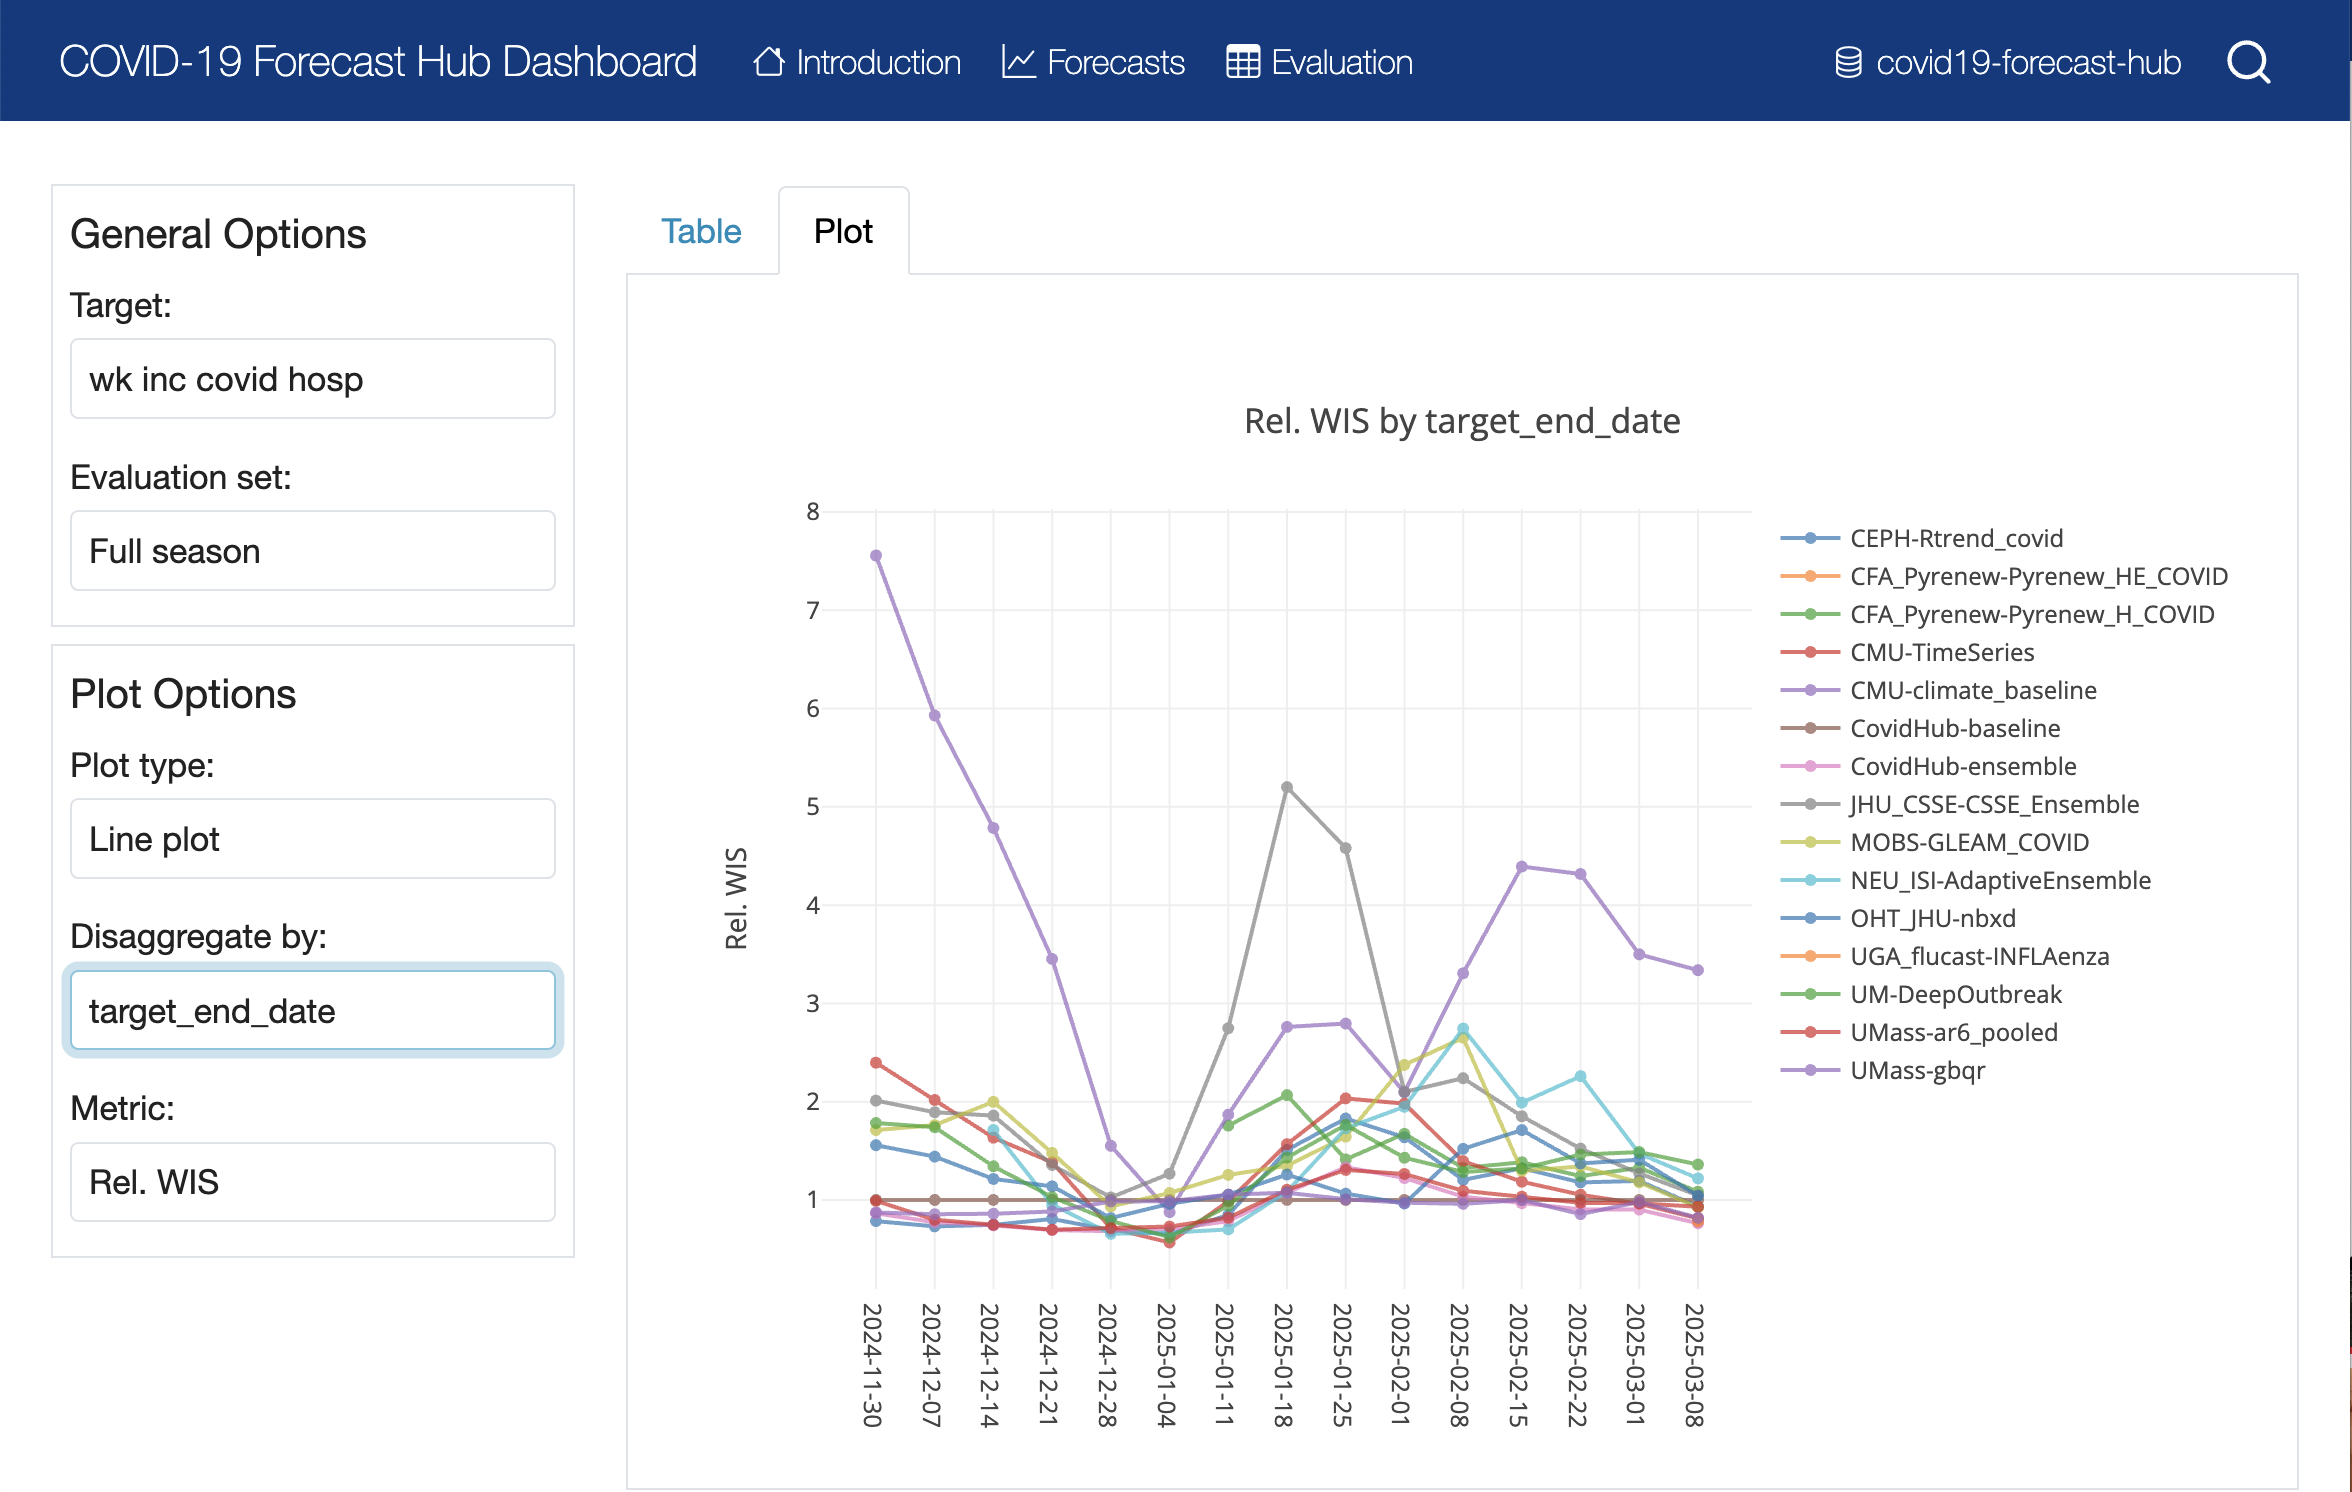 COVID-19 Forecast Hub Dashboard
Introduction
Forecasts
Evaluation
covid19-forecast-hub
General Options
Target:
wk inc covid hosp
Evaluation set:
Full season
Plot Options
Plot type:
Line plot
Disaggregate by:
target_end_date
Metric:
Rel. WIS
Table
Plot
Rel. WIS by target_end_date
Rel. WIS
8
7
6
5
4
3
2
1
2024-11-30
2024-12-07
2024-12-14
2024-12-21
2024-12-28
2025-01-04
2025-01-11
2025-01-18
2025-01-25
2025-02-01
2025-02-08
2025-02-15
2025-02-22
2025-03-01
2025-03-08
CEPH-Rtrend_covid
CFA_Pyrenew-Pyrenew_HE_COVID
CFA_Pyrenew-Pyrenew_H_COVID
CMU-TimeSeries
CMU-climate_baseline
CovidHub-baseline
CovidHub-ensemble
JHU_CSSE-CSSE_Ensemble
MOBS-GLEAM_COVID
NEU_ISI-AdaptiveEnsemble
OHT_JHU-nbxd
UGA_flucast-INFLAenza
UM-DeepOutbreak
UMass-ar6_pooled
UMass-gbqr